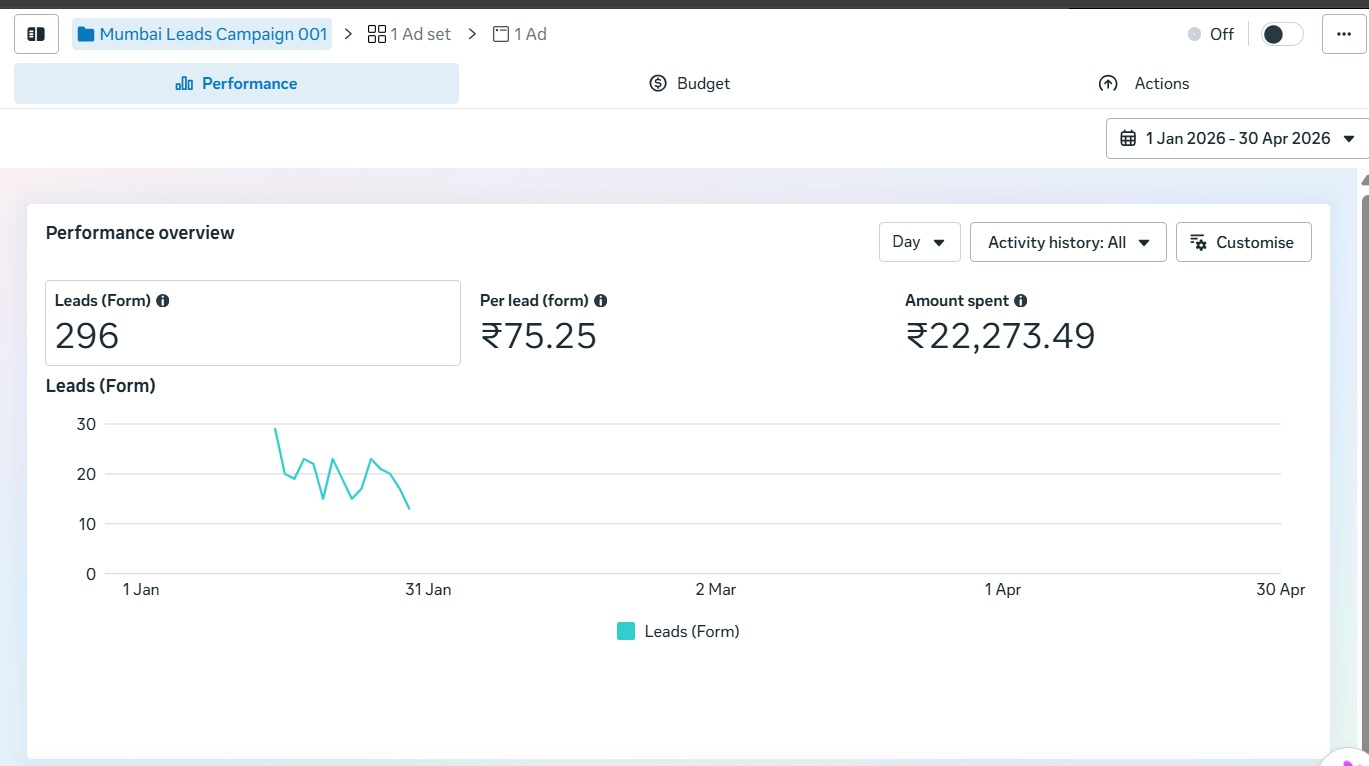 Mumbai Leads Campaign 001 > 1 Ad set > 1 Ad
Off
Performance
Budget
Actions
1 Jan 2026 - 30 Apr 2026
Performance overview
Day
Activity history: All
Customise
Leads (Form)
296
Per lead (form)
₹75.25
Amount spent
₹22,273.49
Leads (Form)
30
20
10
0
1 Jan
31 Jan
2 Mar
1 Apr
30 Apr
Leads (Form)